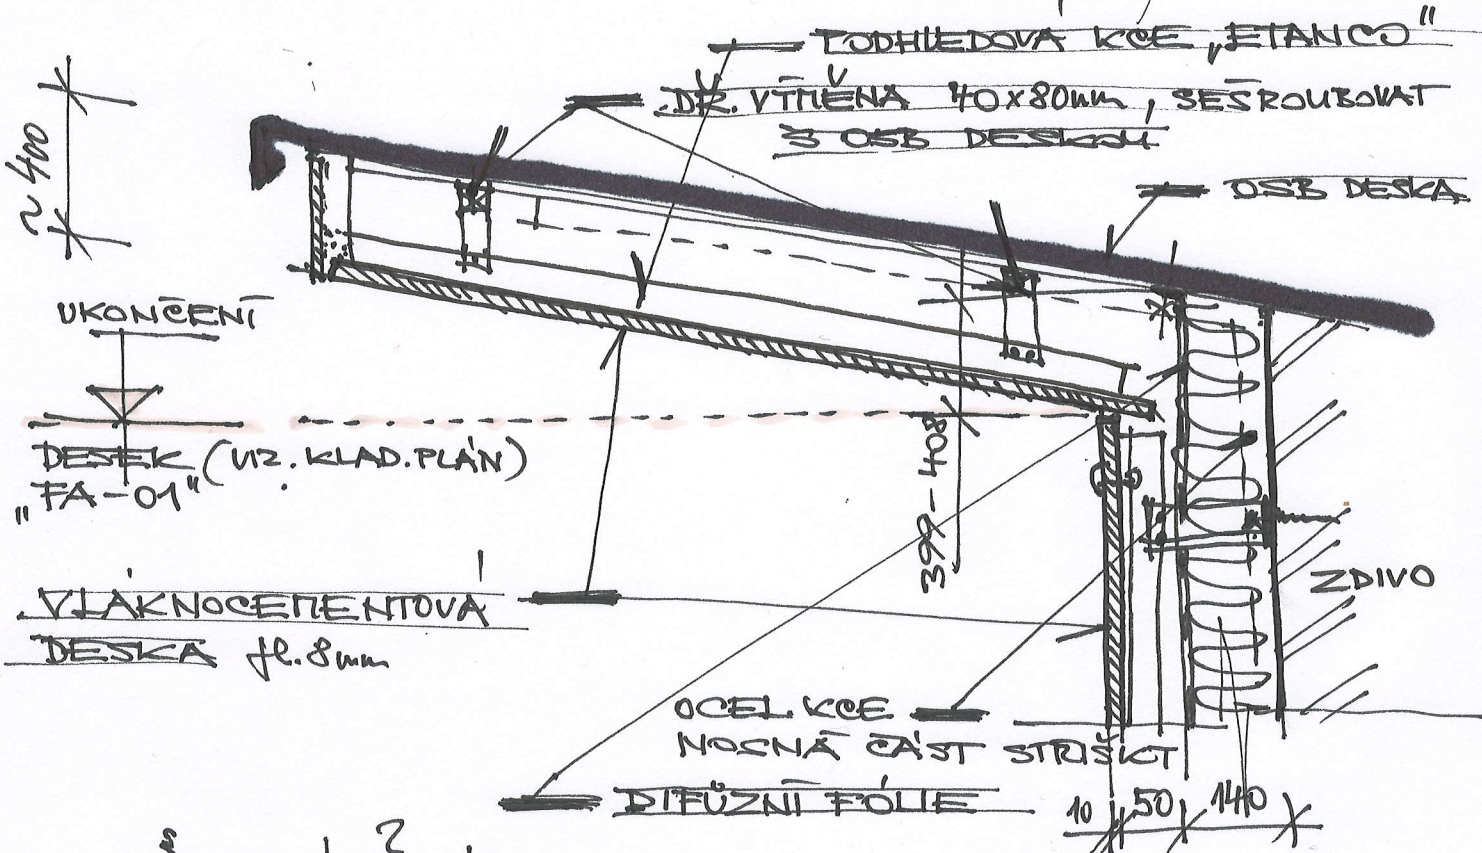 PODHLEDOVÁ KCE „ETANCO"
DŘ. VÝMĚNA 40x80mm, SEŠROUBOVAT
S OSB DESKOU
OSB DESKA
~ 400
UKONČENÍ
DESEK (VIZ. KLAD. PLÁN)
"FA-01"
399-408
ZDIVO
VLÁKNOCEMENTOVÁ
DESKA tl. 8mm
OCEL. KCE
NOSNÁ ČÁST STŘÍŠKY
DIFÚZNÍ FÓLIE
10 50 140